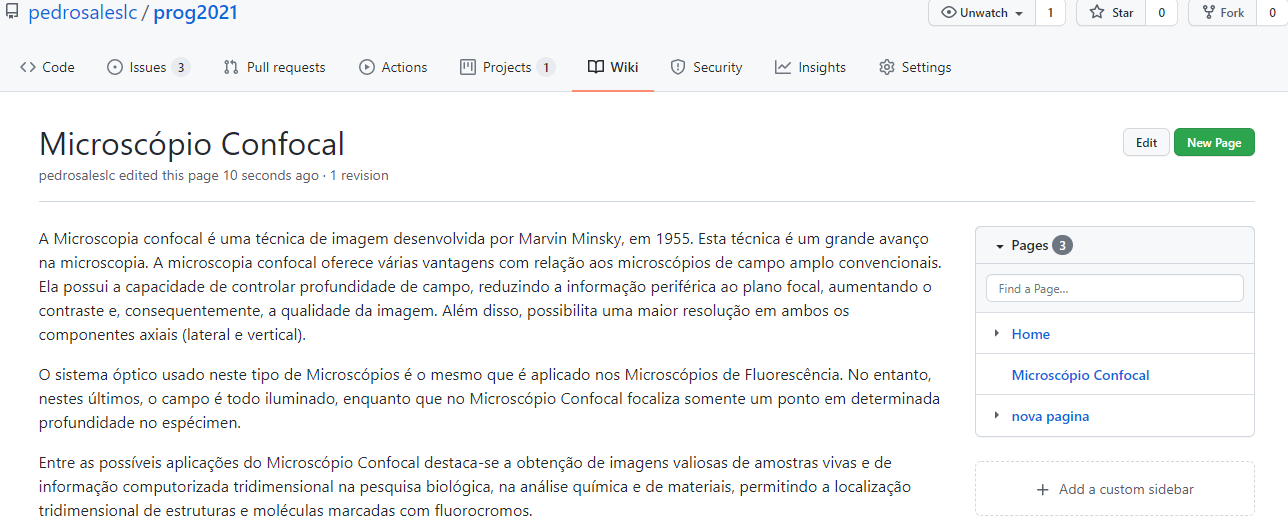 pedrosaleslc / prog2021
Unwatch 1 Star 0 Fork 0
Code Issues 3 Pull requests Actions Projects 1 Wiki Security Insights Settings
Microscópio Confocal
Edit New Page
pedrosaleslc edited this page 10 seconds ago · 1 revision
A Microscopia confocal é uma técnica de imagem desenvolvida por Marvin Minsky, em 1955. Esta técnica é um grande avanço
na microscopia. A microscopia confocal oferece várias vantagens com relação aos microscópios de campo amplo convencionais.
Ela possui a capacidade de controlar profundidade de campo, reduzindo a informação periférica ao plano focal, aumentando o
contraste e, consequentemente, a qualidade da imagem. Além disso, possibilita uma maior resolução em ambos os
componentes axiais (lateral e vertical).
O sistema óptico usado neste tipo de Microscópios é o mesmo que é aplicado nos Microscópios de Fluorescência. No entanto,
nestes últimos, o campo é todo iluminado, enquanto que no Microscópio Confocal focaliza somente um ponto em determinada
profundidade no espécimen.
Entre as possíveis aplicações do Microscópio Confocal destaca-se a obtenção de imagens valiosas de amostras vivas e de
informação computorizada tridimensional na pesquisa biológica, na análise química e de materiais, permitindo a localização
tridimensional de estruturas e moléculas marcadas com fluorocromos.
Pages 3
Find a Page...
Home
Microscópio Confocal
nova pagina
+ Add a custom sidebar